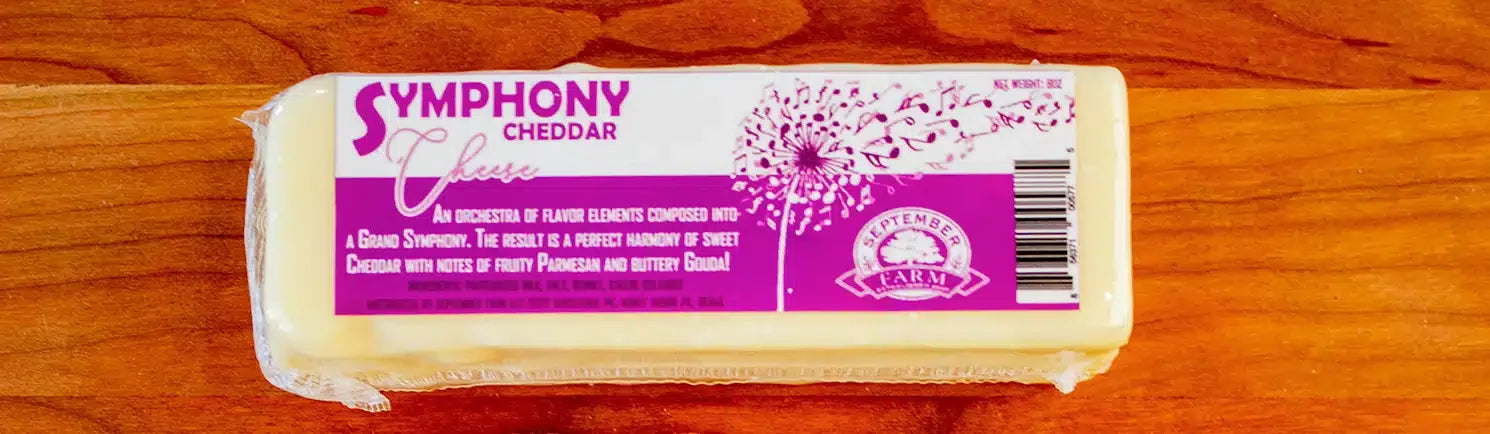 SYMPHONY
CHEDDAR
Cheese
NET WEIGHT: 8OZ
AN ORCHESTRA OF FLAVOR ELEMENTS COMPOSED INTO
A GRAND SYMPHONY. THE RESULT IS A PERFECT HARMONY OF SWEET
CHEDDAR WITH NOTES OF FRUITY PARMESAN AND BUTTERY GOUDA!
SEPTEMBER
FARM